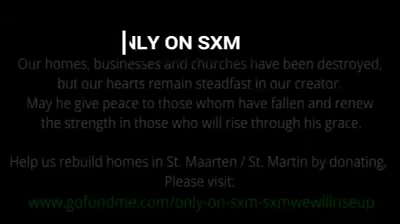 NLY ON SXM
Our homes, businesses and churches have been destroyed,
but our hearts remain steadfast in our creator.
May he give peace to those whom have fallen and renew
the strength in those who will rise through his grace.
Help us rebuild homes in St. Maarten / St. Martin by donating,
Please visit:
www.gofundme.com/only-on-sxm-sxmwewillriseup